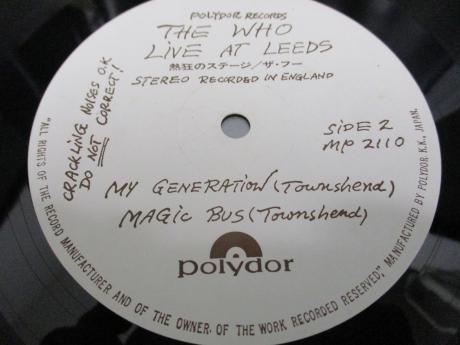 POLYDOR RECORDS
THE WHO
LIVE AT LEEDS
熱狂のステージ/ザ・フー
STEREO RECORDED IN ENGLAND
CRACKLING NOISES O.K.
DO NOT CORRECT!
SIDE 2
MP 2110
MY GENERATION (Townshend)
MAGIC BUS (Townshend)
polydor
"ALL RIGHTS OF THE RECORD MANUFACTURER AND OF THE OWNER, OF THE WORK RECORDED RESERVED," MANUFACTURED BY POLYDOR K.K., JAPAN.